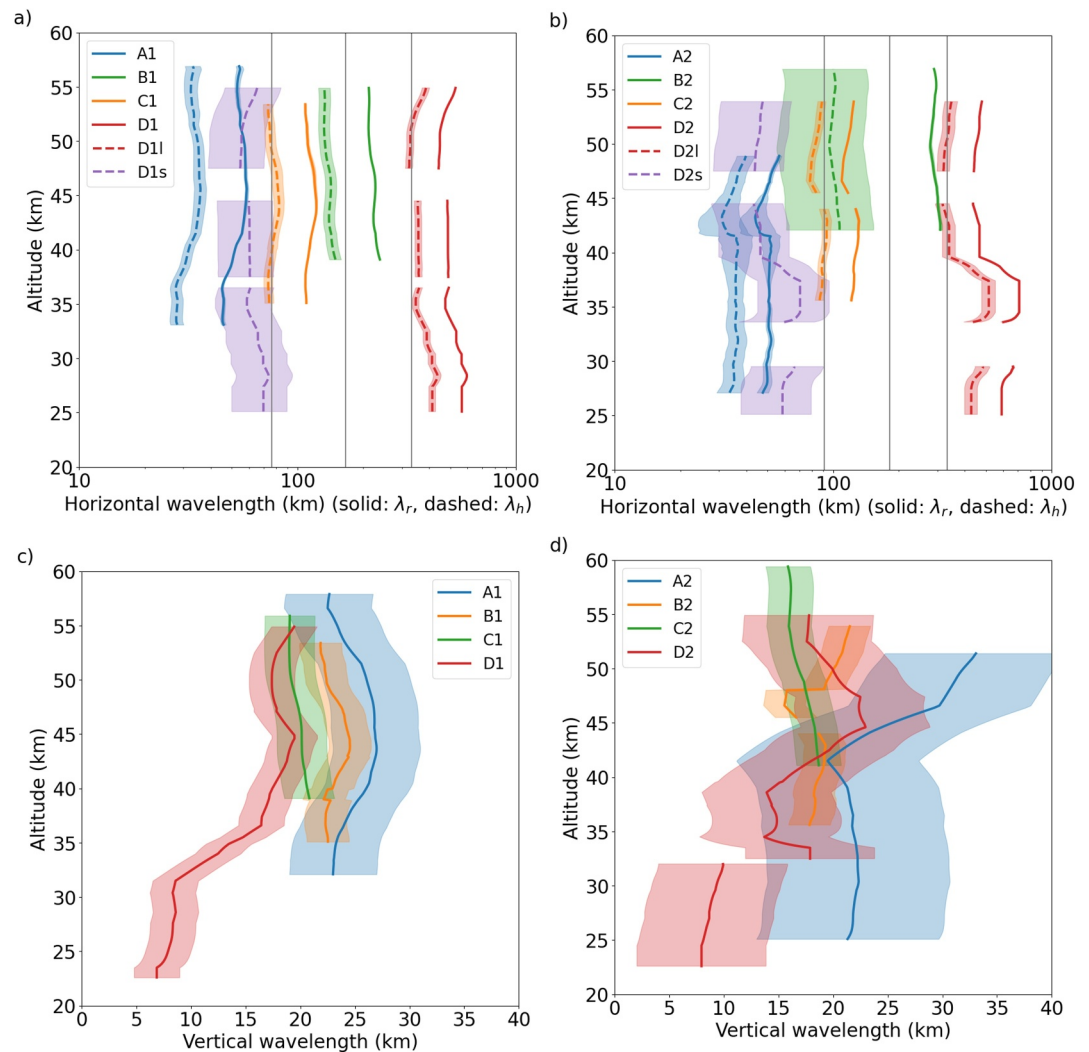 a)
60
55
50
45
40
35
30
25
20
Altitude (km)
A1
B1
C1
D1
D1l
D1s
10
100
1000
Horizontal wavelength (km) (solid: λr, dashed: λh)
b)
60
55
50
45
40
35
30
25
20
Altitude (km)
A2
B2
C2
D2
D2l
D2s
10
100
1000
Horizontal wavelength (km) (solid: λr, dashed: λh)
c)
60
55
50
45
40
35
30
25
20
Altitude (km)
A1
B1
C1
D1
0 5 10 15 20 25 30 35 40
Vertical wavelength (km)
d)
60
55
50
45
40
35
30
25
20
Altitude (km)
A2
B2
C2
D2
0 5 10 15 20 25 30 35 40
Vertical wavelength (km)